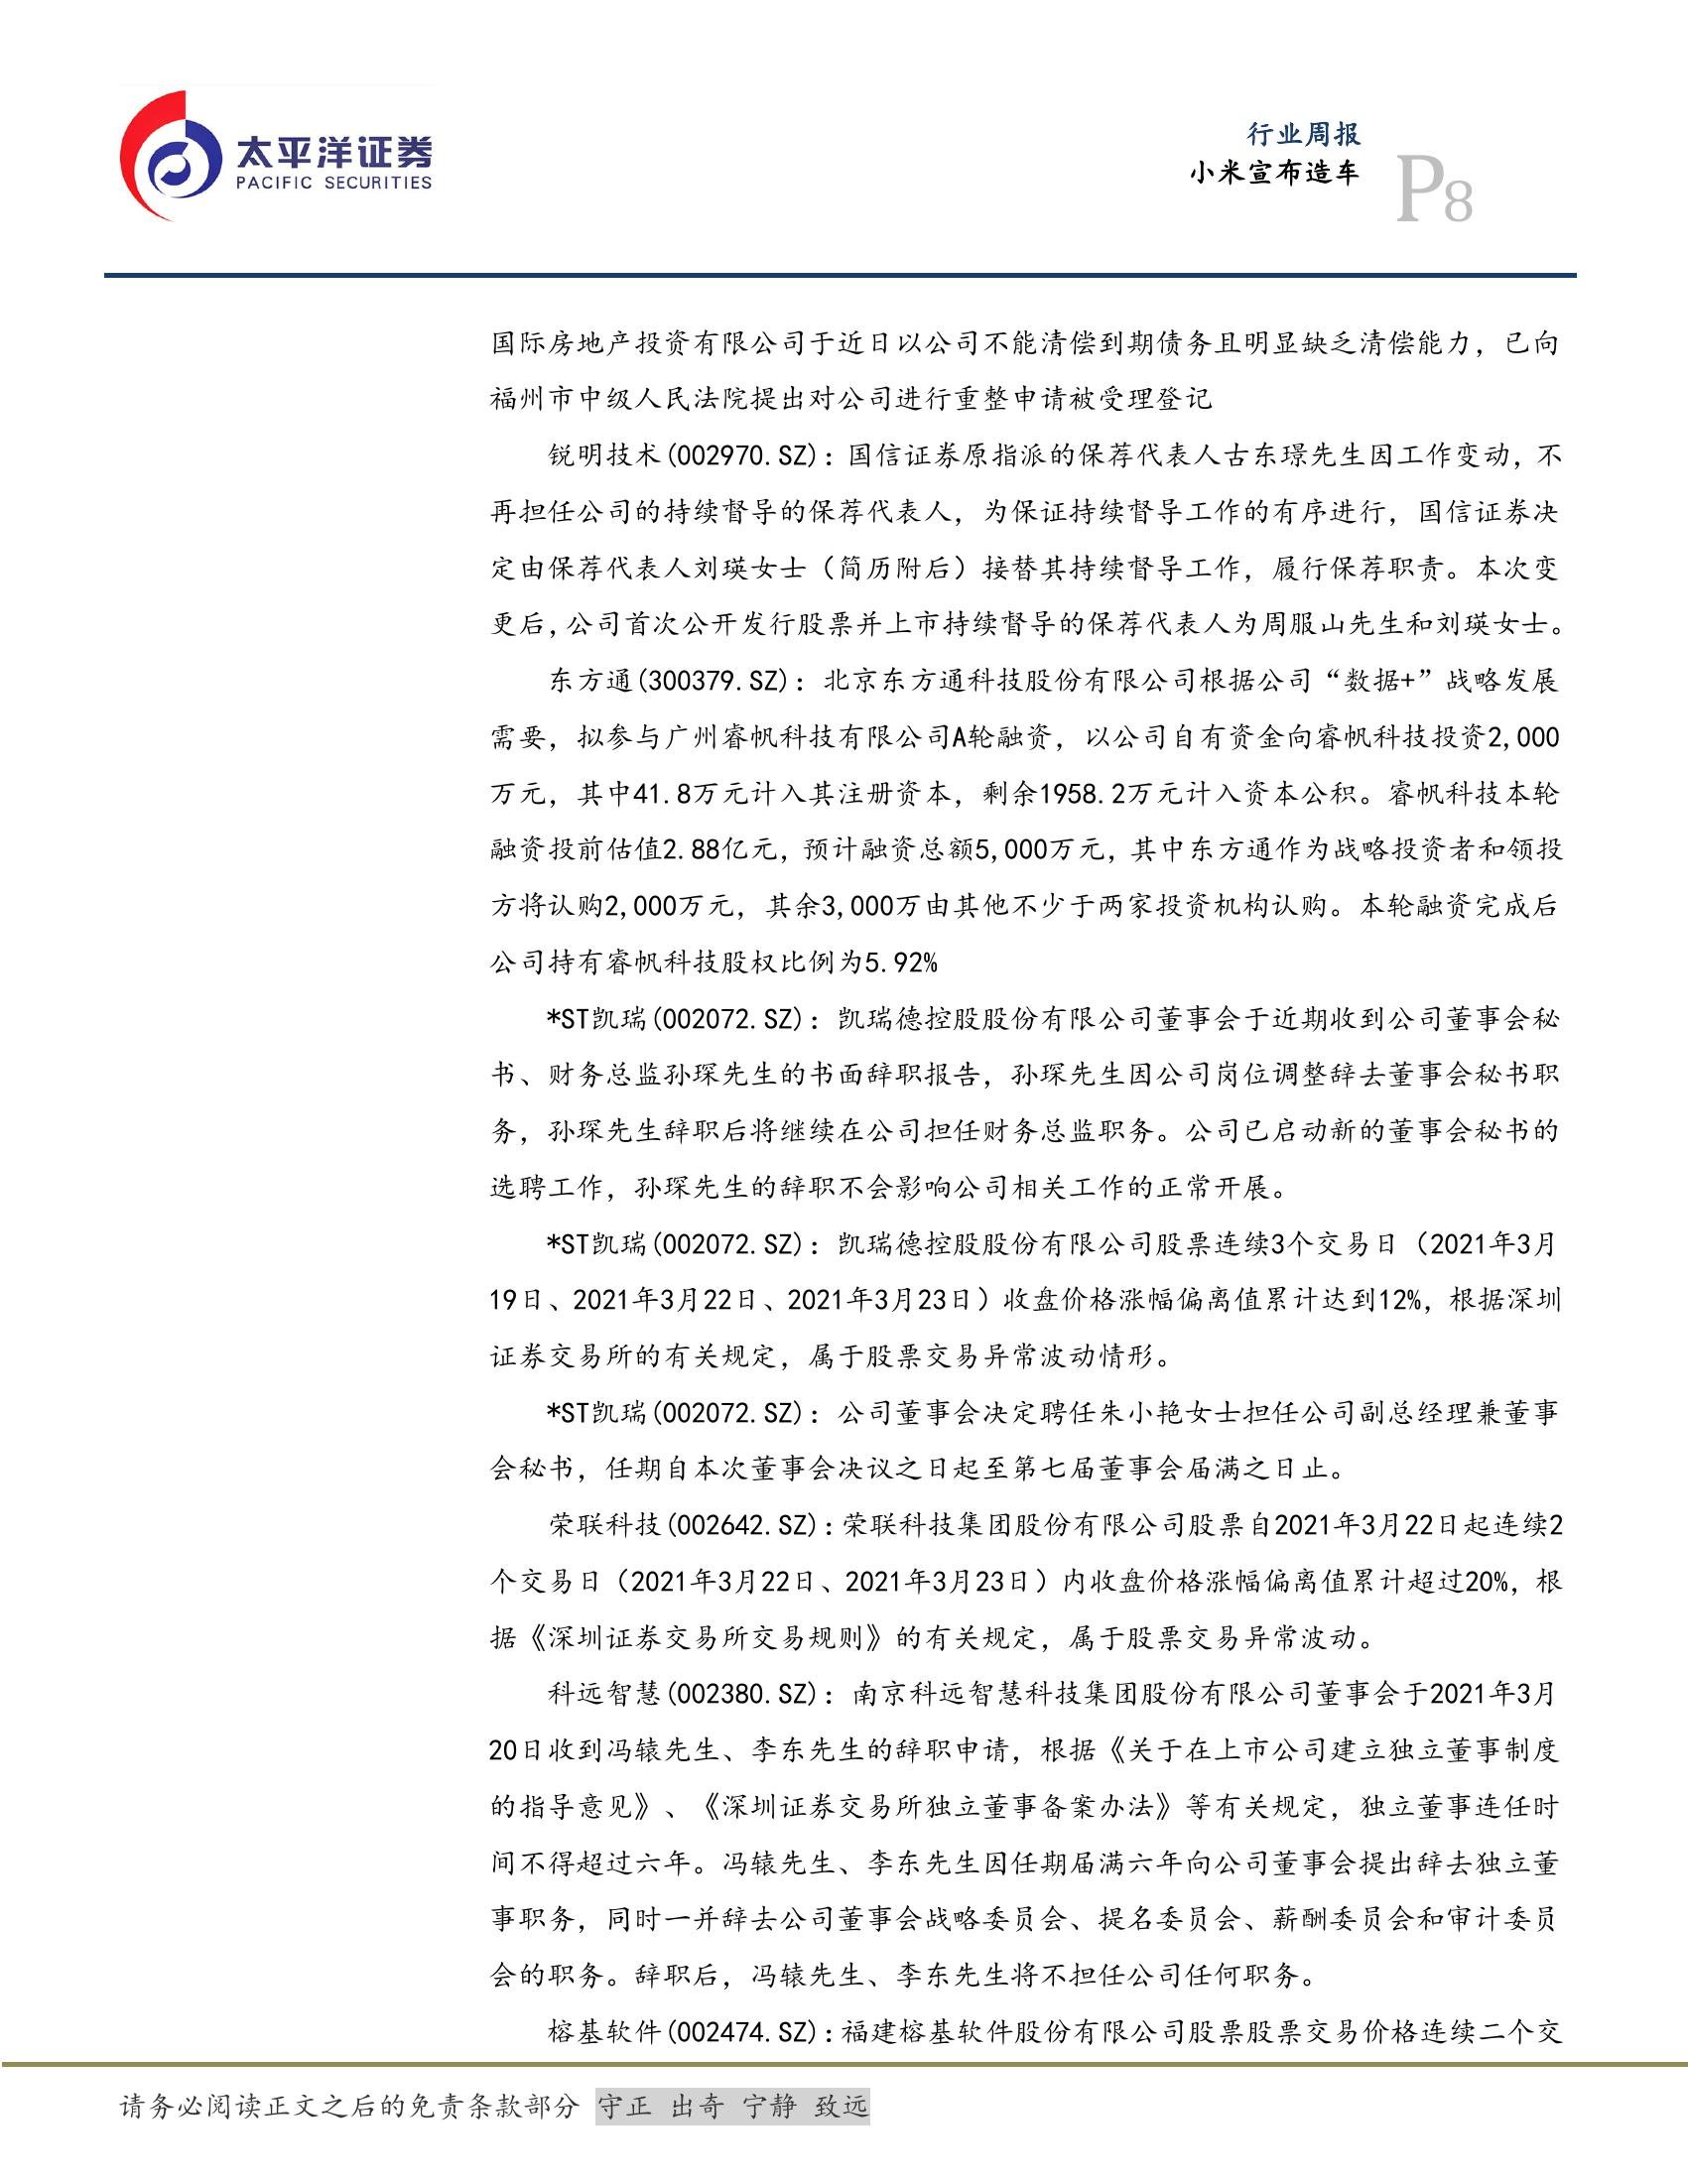 太平洋证券
PACIFIC SECURITIES
行业周报
小米宣布造车
P8
国际房地产投资有限公司于近日以公司不能清偿到期债务且明显缺乏清偿能力，已向
福州市中级人民法院提出对公司进行重整申请被受理登记
锐明技术(002970.SZ)：国信证券原指派的保荐代表人古东璟先生因工作变动，不
再担任公司的持续督导的保荐代表人，为保证持续督导工作的有序进行，国信证券决
定由保荐代表人刘瑛女士（简历附后）接替其持续督导工作，履行保荐职责。本次变
更后，公司首次公开发行股票并上市持续督导的保荐代表人为周服山先生和刘瑛女士。
东方通(300379.SZ)：北京东方通科技股份有限公司根据公司“数据+”战略发展
需要，拟参与广州睿帆科技有限公司A轮融资，以公司自有资金向睿帆科技投资2,000
万元，其中41.8万元计入其注册资本，剩余1958.2万元计入资本公积。睿帆科技本轮
融资投前估值2.88亿元，预计融资总额5,000万元，其中东方通作为战略投资者和领投
方将认购2,000万元，其余3,000万由其他不少于两家投资机构认购。本轮融资完成后
公司持有睿帆科技股权比例为5.92%
*ST凯瑞(002072.SZ)：凯瑞德控股股份有限公司董事会于近期收到公司董事会秘
书、财务总监孙琛先生的书面辞职报告，孙琛先生因公司岗位调整辞去董事会秘书职
务，孙琛先生辞职后将继续在公司担任财务总监职务。公司已启动新的董事会秘书的
选聘工作，孙琛先生的辞职不会影响公司相关工作的正常开展。
*ST凯瑞(002072.SZ)：凯瑞德控股股份有限公司股票连续3个交易日（2021年3月
19日、2021年3月22日、2021年3月23日）收盘价格涨幅偏离值累计达到12%，根据深圳
证券交易所的有关规定，属于股票交易异常波动情形。
*ST凯瑞(002072.SZ)：公司董事会决定聘任朱小艳女士担任公司副总经理兼董事
会秘书，任期自本次董事会决议之日起至第七届董事会届满之日止。
荣联科技(002642.SZ)：荣联科技集团股份有限公司股票自2021年3月22日起连续2
个交易日（2021年3月22日、2021年3月23日）内收盘价格涨幅偏离值累计超过20%，根
据《深圳证券交易所交易规则》的有关规定，属于股票交易异常波动。
科远智慧(002380.SZ)：南京科远智慧科技集团股份有限公司董事会于2021年3月
20日收到冯辕先生、李东先生的辞职申请，根据《关于在上市公司建立独立董事制度
的指导意见》、《深圳证券交易所独立董事备案办法》等有关规定，独立董事连任时
间不得超过六年。冯辕先生、李东先生因任期届满六年向公司董事会提出辞去独立董
事职务，同时一并辞去公司董事会战略委员会、提名委员会、薪酬委员会和审计委员
会的职务。辞职后，冯辕先生、李东先生将不担任公司任何职务。
榕基软件(002474.SZ)：福建榕基软件股份有限公司股票股票交易价格连续二个交
请务必阅读正文之后的免责条款部分 守正 出奇 宁静 致远